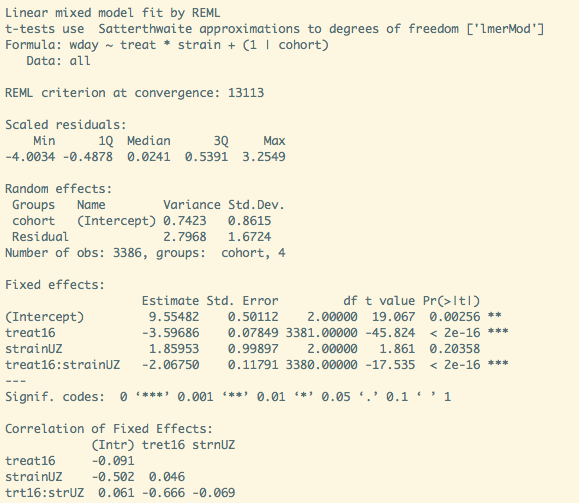 Linear mixed model fit by REML
t-tests use  Satterthwaite approximations to degrees of freedom ['lmerMod']
Formula: wday ~ treat * strain + (1 | cohort)
   Data: all

REML criterion at convergence: 13113

Scaled residuals:
    Min      1Q  Median      3Q     Max
-4.0034 -0.4878  0.0241  0.5391  3.2549

Random effects:
 Groups   Name        Variance Std.Dev.
 cohort   (Intercept) 0.7423   0.8615
 Residual             2.7968   1.6724
Number of obs: 3386, groups:  cohort, 4

Fixed effects:
                  Estimate Std. Error         df t value Pr(>|t|)
(Intercept)        9.55482    0.50112    2.00000  19.067  0.00256 **
treat16           -3.59686    0.07849 3381.00000 -45.824  < 2e-16 ***
strainUZ           1.85953    0.99897    2.00000   1.861  0.20358
treat16:strainUZ  -2.06750    0.11791 3380.00000 -17.535  < 2e-16 ***
---
Signif. codes:  0 ‘***’ 0.001 ‘**’ 0.01 ‘*’ 0.05 ‘.’ 0.1 ‘ ’ 1

Correlation of Fixed Effects:
            (Intr) tret16 strnUZ
treat16     -0.091
strainUZ    -0.502  0.046
trt16:strUZ  0.061 -0.666 -0.069